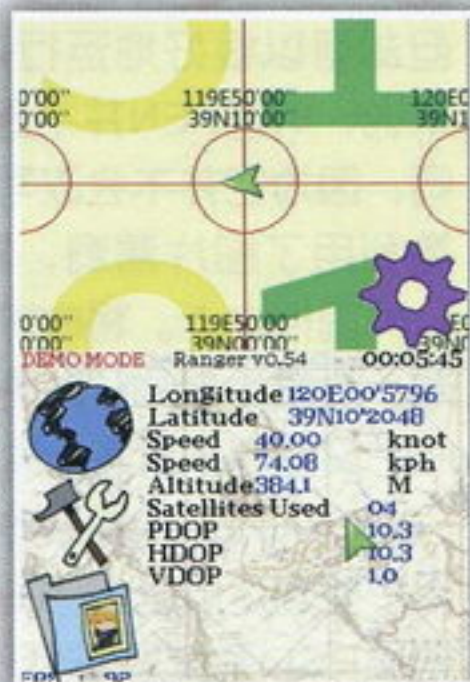 0'00" 119E50'00" 120E0
0'00" 39N10'00" 39N1
0'00" 119E50'00"
0'00" 39N00'00" 39N0
DEMO MODE Ranger v0.54 00:05:45
Longitude 120E00'5796
Latitude 39N10'2048
Speed 40.00 knot
Speed 74.08 kph
Altitude 384.1 M
Satellites Used 04
PDOP 10.3
HDOP 10.3
VDOP 1.0